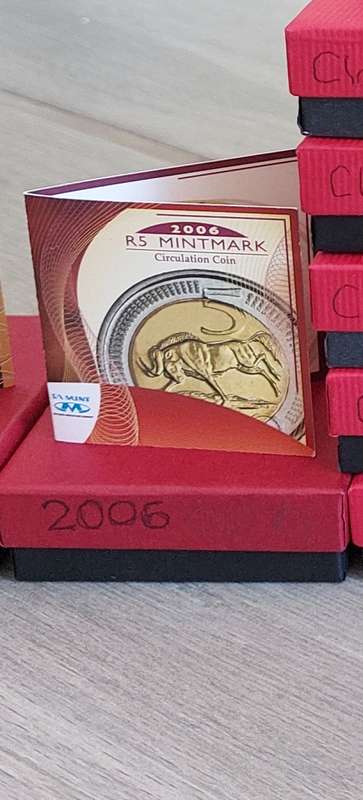 2006
R5 MINTMARK
Circulation Coin
5
SA MINT
2006